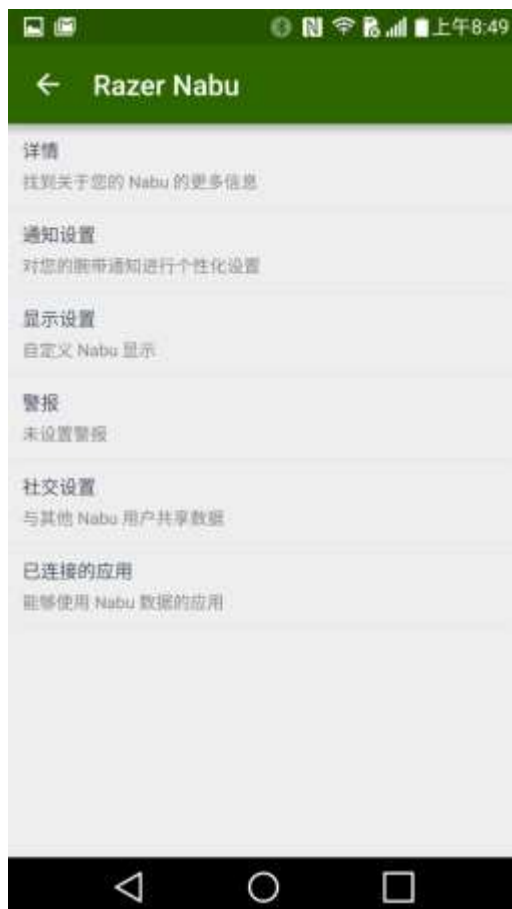 上午8:49
Razer Nabu
详情
找到关于您的 Nabu 的更多信息
通知设置
对您的腕带通知进行个性化设置
显示设置
自定义 Nabu 显示
警报
未设置警报
社交设置
与其他 Nabu 用户共享数据
已连接的应用
能够使用 Nabu 数据的应用